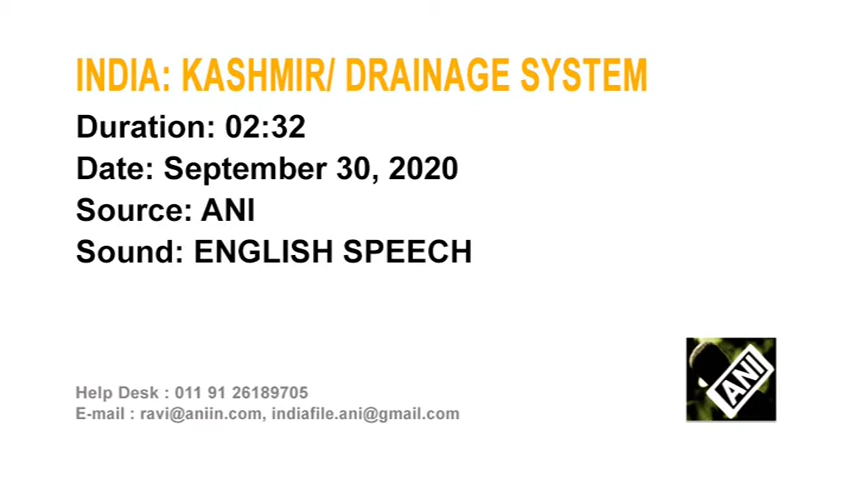 INDIA: KASHMIR/ DRAINAGE SYSTEM
Duration: 02:32
Date: September 30, 2020
Source: ANI
Sound: ENGLISH SPEECH
Help Desk : 011 91 26189705
E-mail : ravi@aniin.com, indiafile.ani@gmail.com
ANI